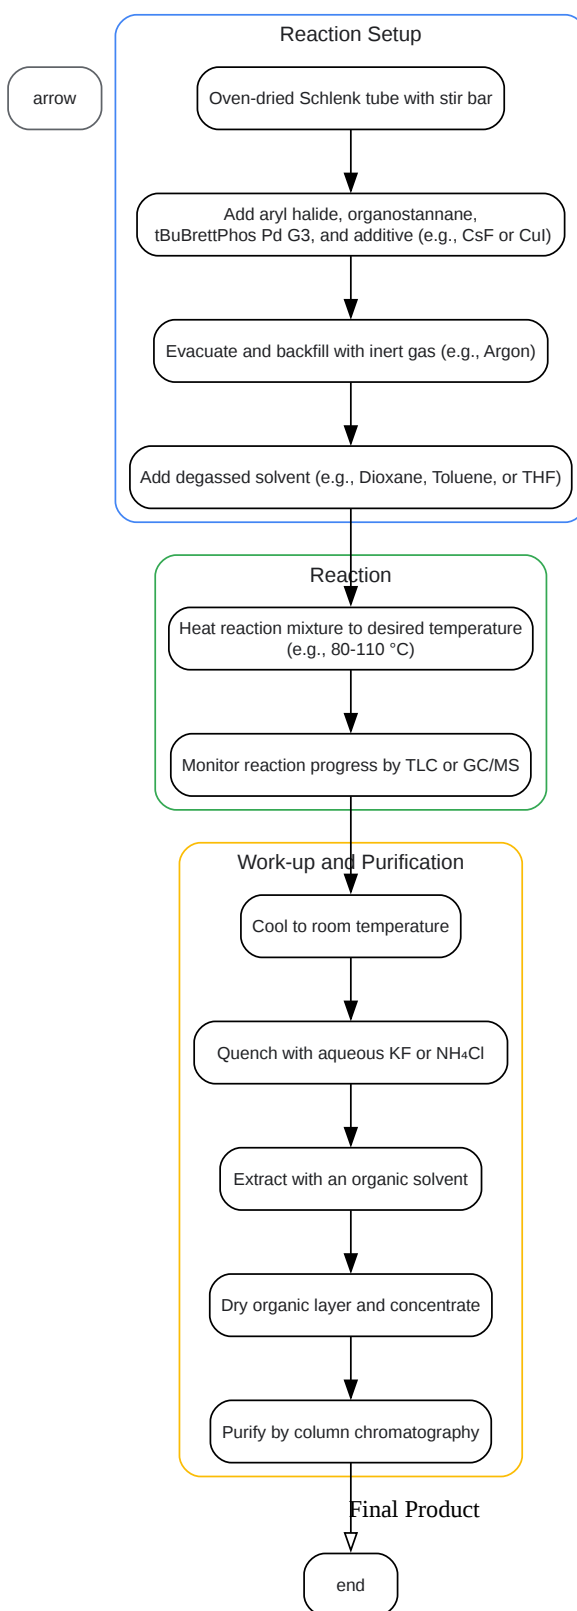 Reaction Setup
arrow
Oven-dried Schlenk tube with stir bar
Add aryl halide, organostannane,
tBuBrettPhos Pd G3, and additive (e.g., CsF or CuI)
Evacuate and backfill with inert gas (e.g., Argon)
Add degassed solvent (e.g., Dioxane, Toluene, or THF)
Reaction
Heat reaction mixture to desired temperature
(e.g., 80-110 °C)
Monitor reaction progress by TLC or GC/MS
Work-up and Purification
Cool to room temperature
Quench with aqueous KF or NH₄Cl
Extract with an organic solvent
Dry organic layer and concentrate
Purify by column chromatography
Final Product
end